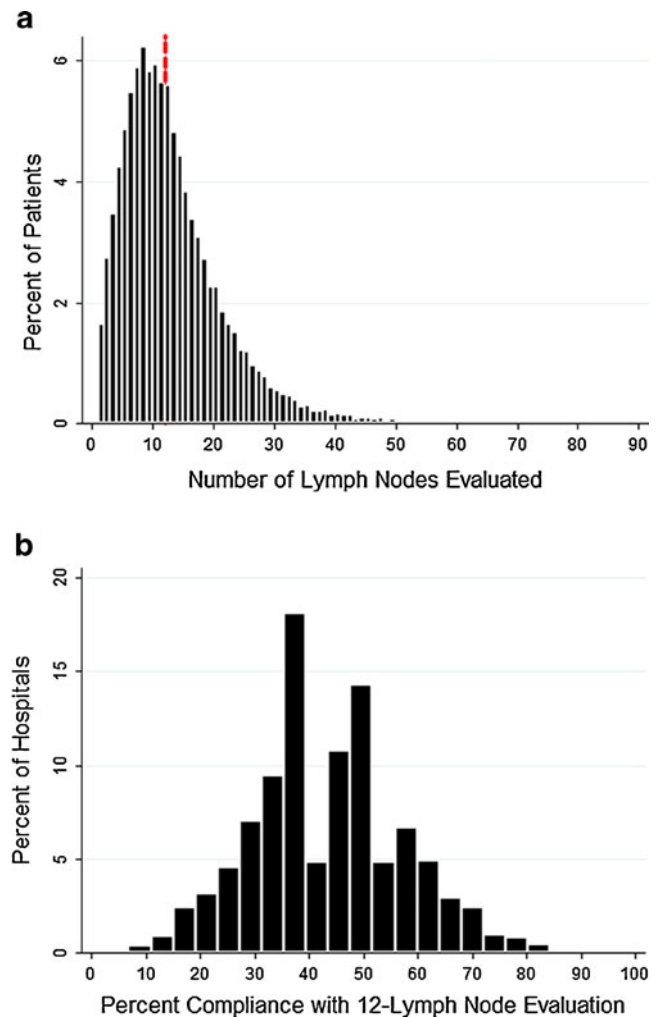 a
6
4
2
0
Percent of Patients
0 10 20 30 40 50 60 70 80 90
Number of Lymph Nodes Evaluated
b
20
15
10
5
0
Percent of Hospitals
0 10 20 30 40 50 60 70 80 90 100
Percent Compliance with 12-Lymph Node Evaluation